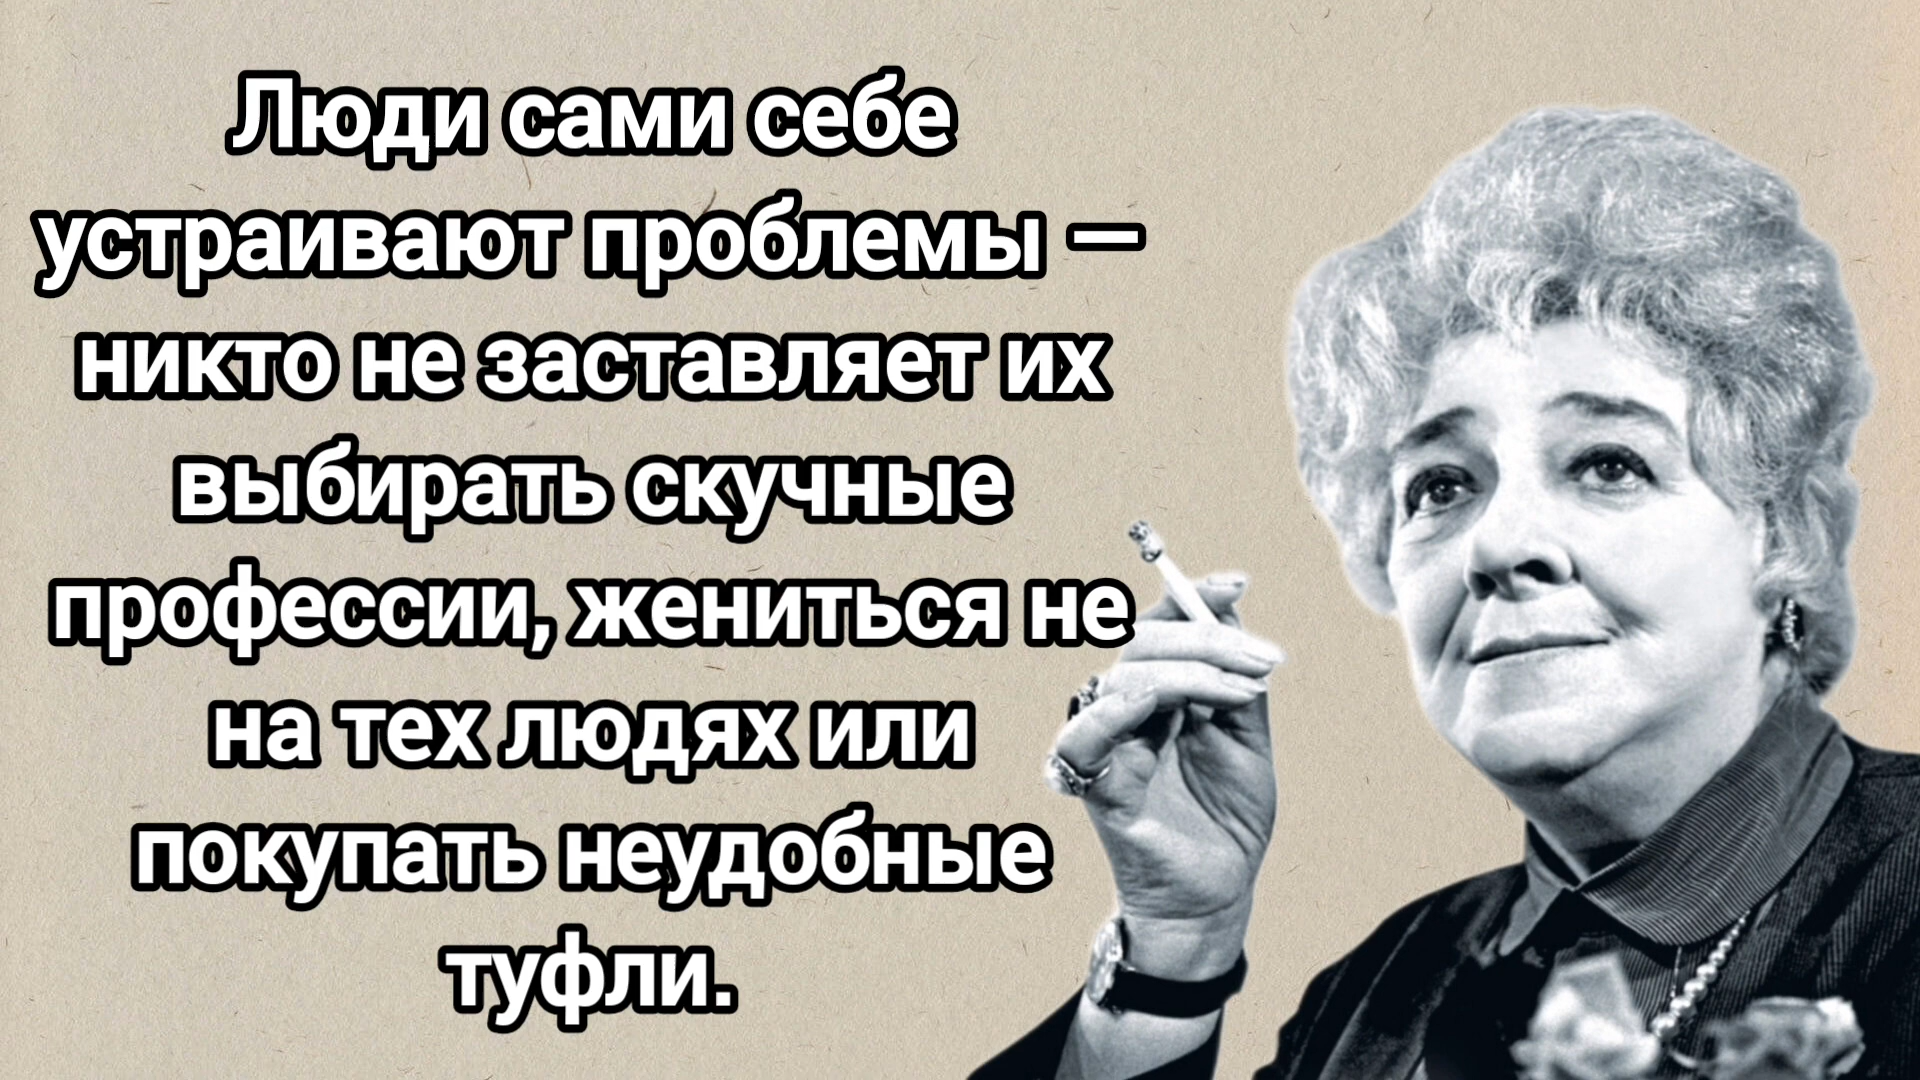 Люди сами себе
устраивают проблемы —
никто не заставляет их
выбирать скучные
профессии, жениться не
на тех людях или
покупать неудобные
туфли.